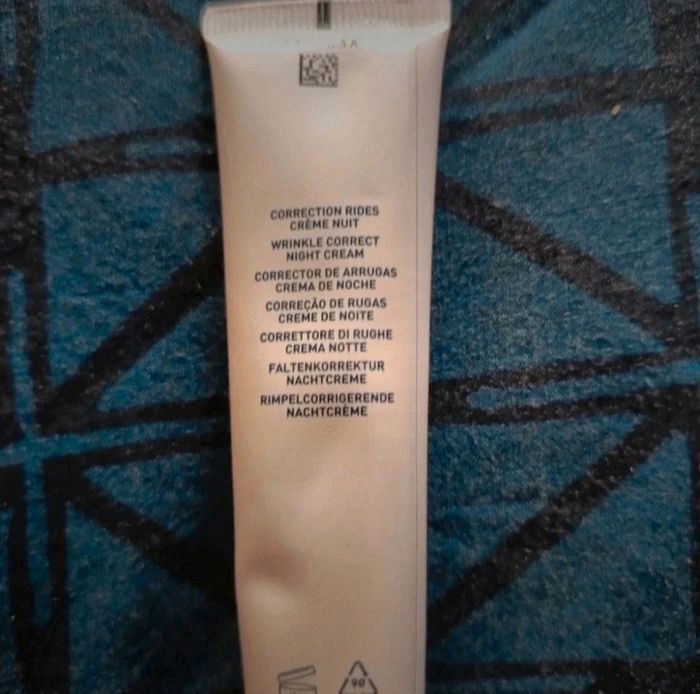 CORRECTION RIDES
CRÈME NUIT
WRINKLE CORRECT
NIGHT CREAM
CORRECTOR DE ARRUGAS
CREMA DE NOCHE
CORREÇÃO DE RUGAS
CREME DE NOITE
CORRETTORE DI RUGHE
CREMA NOTTE
FALTENKORREKTUR
NACHTCREME
RIMPELCORRIGERENDE
NACHTCRÈME
90